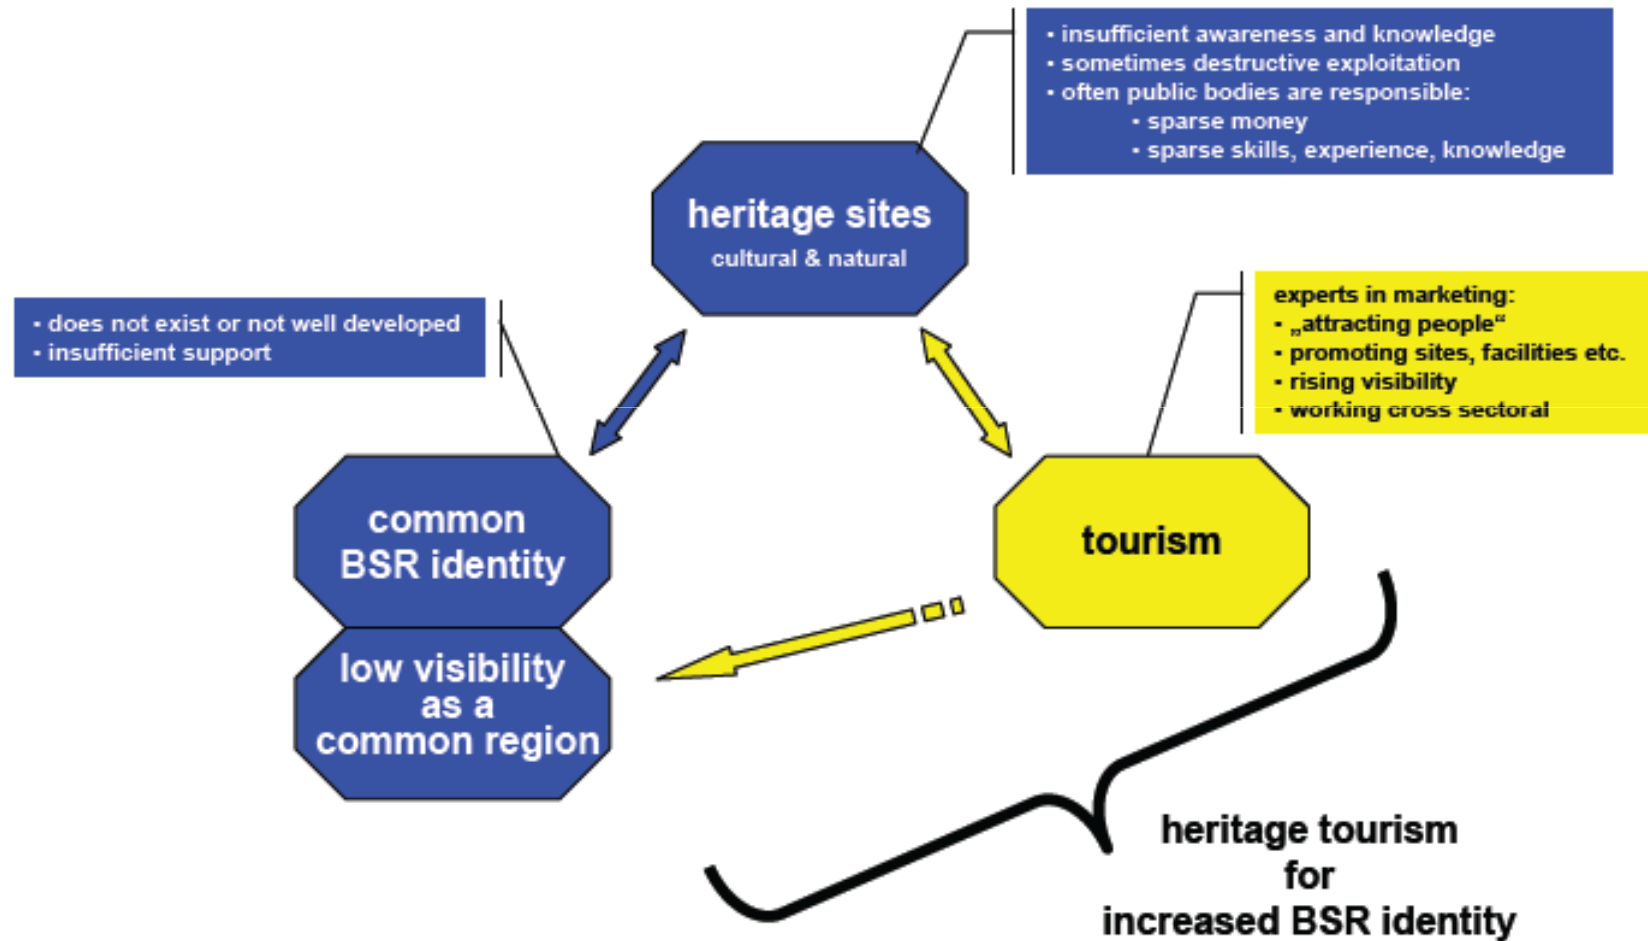 ▪ insufficient awareness and knowledge
▪ sometimes destructive exploitation
▪ often public bodies are responsible:
▪ sparse money
▪ sparse skills, experience, knowledge
heritage sites
cultural & natural
▪ does not exist or not well developed
▪ insufficient support
experts in marketing:
▪ „attracting people“
▪ promoting sites, facilities etc.
▪ rising visibility
▪ working cross sectoral
common
BSR identity
tourism
low visibility
as a
common region
heritage tourism
for
increased BSR identity